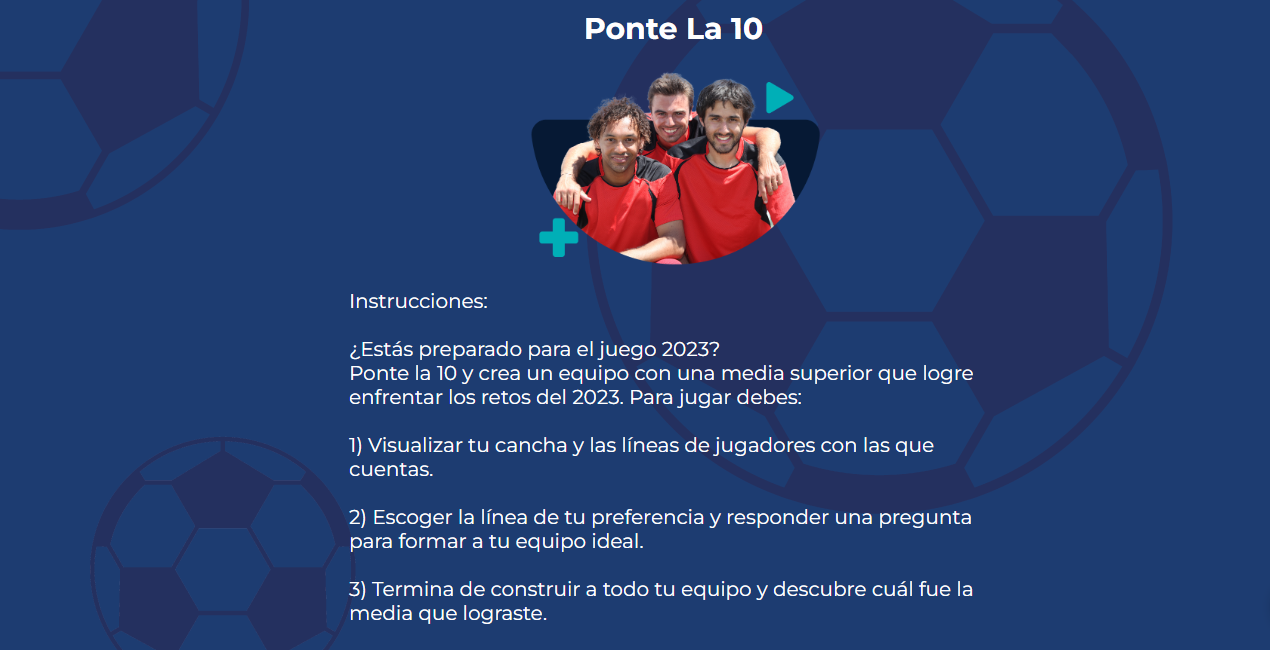 Ponte La 10
Instrucciones:
¿Estás preparado para el juego 2023?
Ponte la 10 y crea un equipo con una media superior que logre
enfrentar los retos del 2023. Para jugar debes:
1) Visualizar tu cancha y las líneas de jugadores con las que
cuentas.
2) Escoger la línea de tu preferencia y responder una pregunta
para formar a tu equipo ideal.
3) Termina de construir a todo tu equipo y descubre cuál fue la
media que lograste.